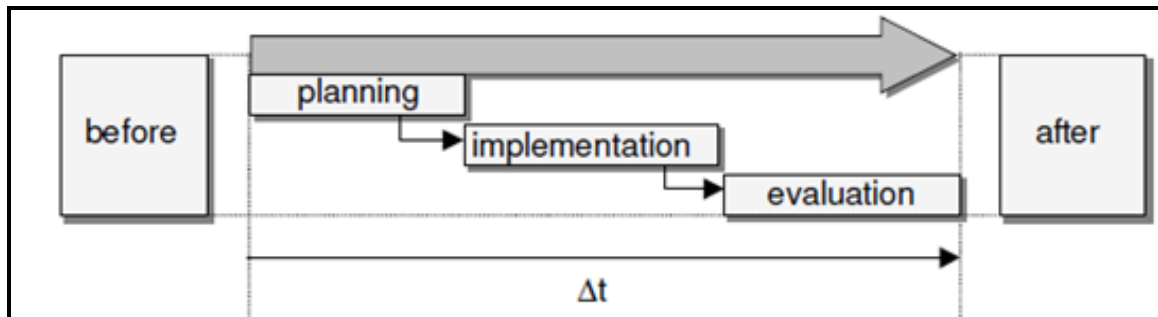 planning
before
implementation
after
evaluation
Δt